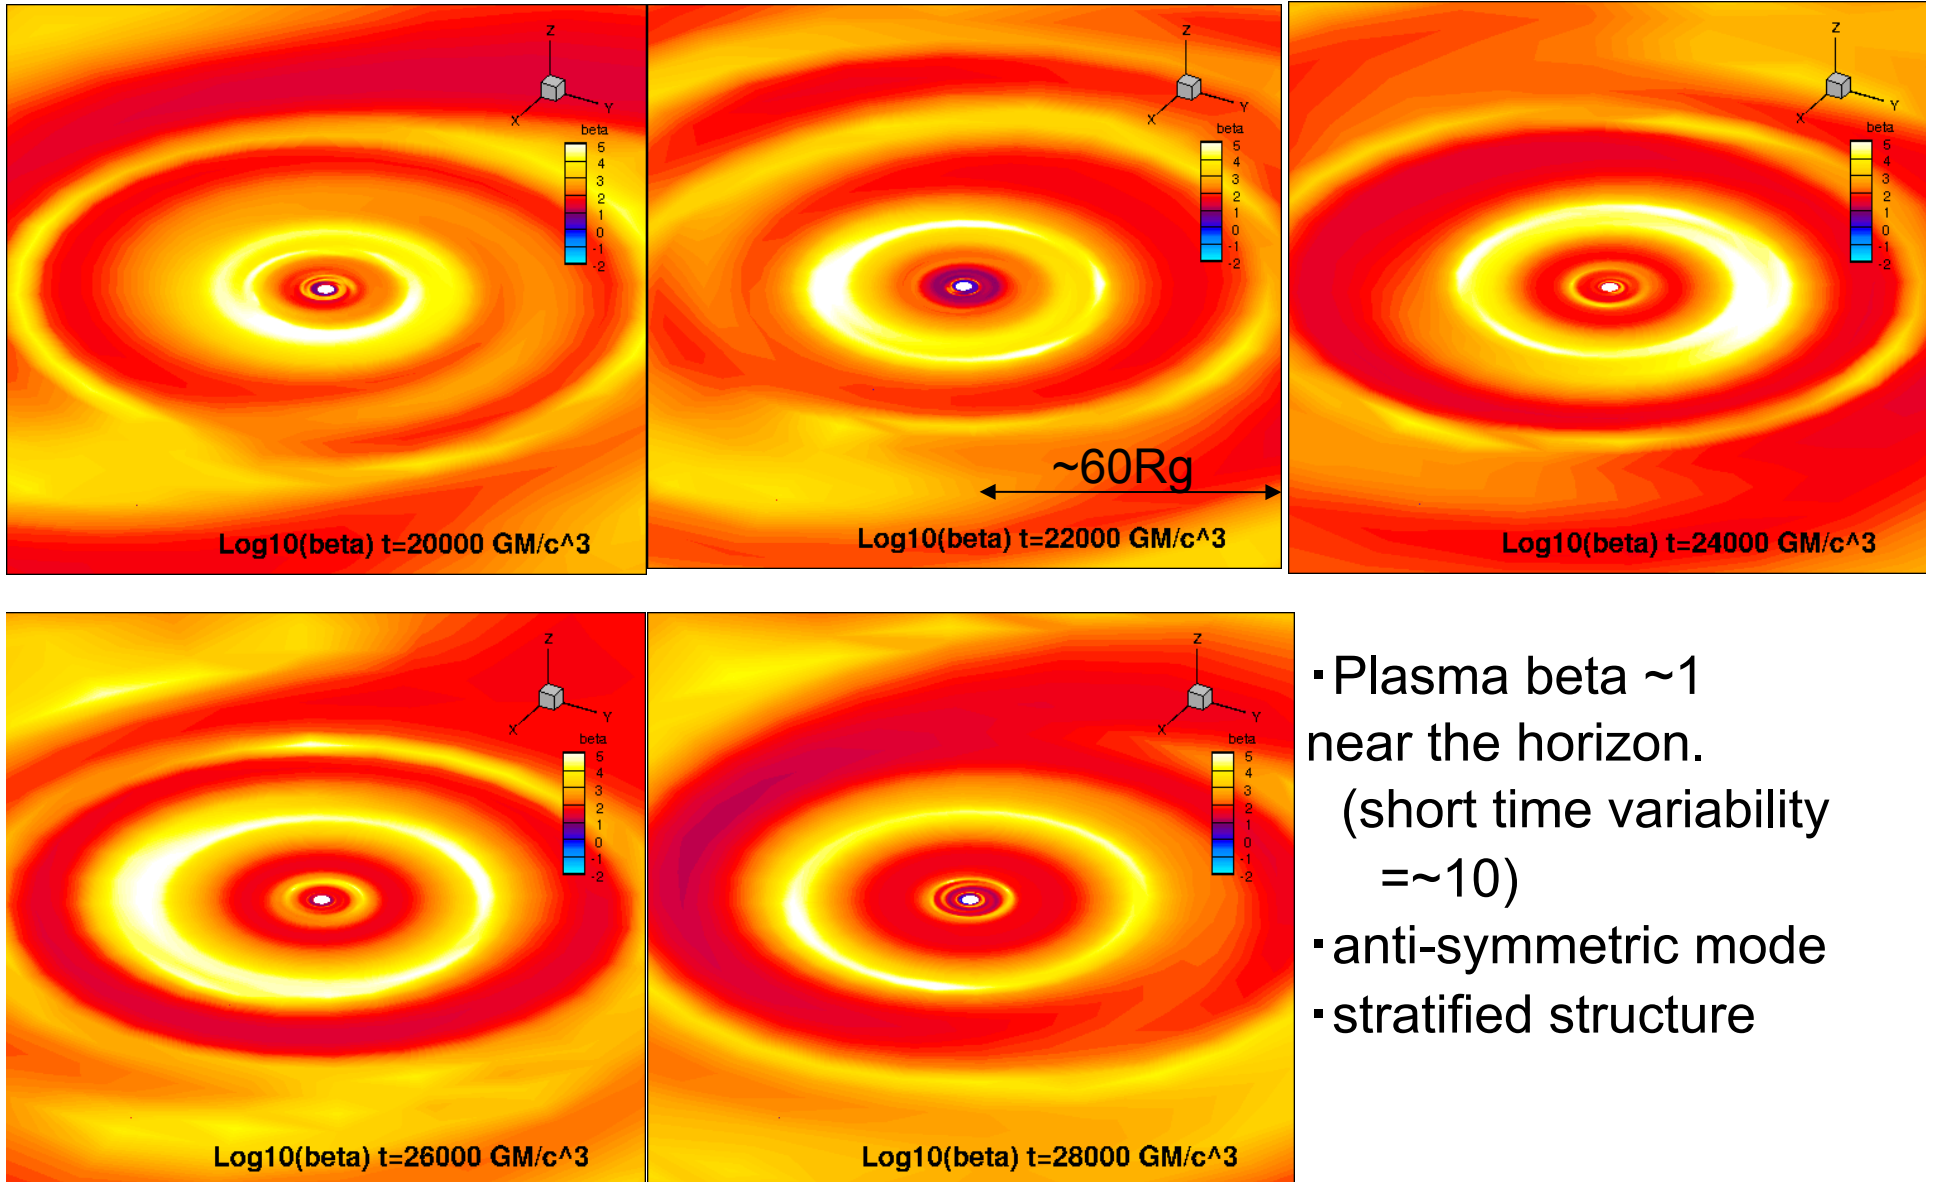 Z
Y
X
beta
5
4
3
2
1
0
-1
-2
Log10(beta) t=20000 GM/c^3
Z
Y
X
beta
5
4
3
2
1
0
-1
-2
~60Rg
Log10(beta) t=22000 GM/c^3
Z
Y
X
beta
5
4
3
2
1
0
-1
-2
Log10(beta) t=24000 GM/c^3
Z
Y
X
beta
5
4
3
2
1
0
-1
-2
Log10(beta) t=26000 GM/c^3
Z
Y
X
beta
5
4
3
2
1
0
-1
-2
Log10(beta) t=28000 GM/c^3
・Plasma beta ~1
near the horizon.
(short time variability
=~10)
・anti-symmetric mode
・stratified structure